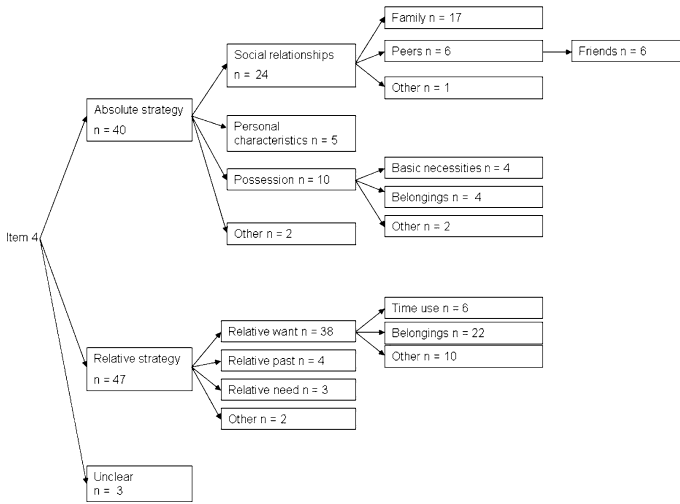 Item 4
Absolute strategy
n = 40
Social relationships
n = 24
Family n = 17
Peers n = 6
Friends n = 6
Other n = 1
Personal
characteristics n = 5
Possession n = 10
Basic necessities n = 4
Belongings n = 4
Other n = 2
Other n = 2
Relative strategy
n = 47
Relative want n = 38
Time use n = 6
Belongings n = 22
Other n = 10
Relative past n = 4
Relative need n = 3
Other n = 2
Unclear
n = 3